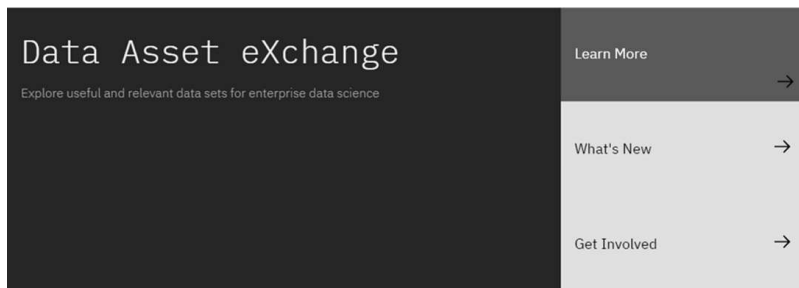 Data Asset eXchange
Explore useful and relevant data sets for enterprise data science
Learn More
What's New
Get Involved